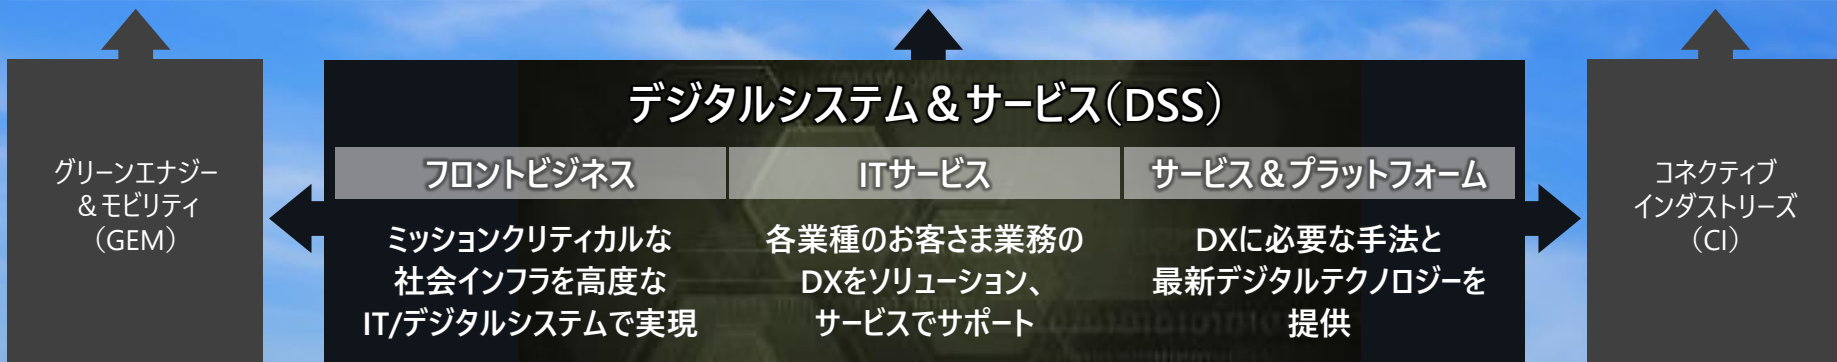 デジタルシステム＆サービス（DSS）
グリーンエナジー
＆モビリティ
（GEM）
フロントビジネス
ミッションクリティカルな
社会インフラを高度な
IT/デジタルシステムで実現
ITサービス
各業種のお客さま業務の
DXをソリューション、
サービスでサポート
サービス＆プラットフォーム
DXに必要な手法と
最新デジタルテクノロジーを
提供
コネクティブ
インダストリーズ
（CI）